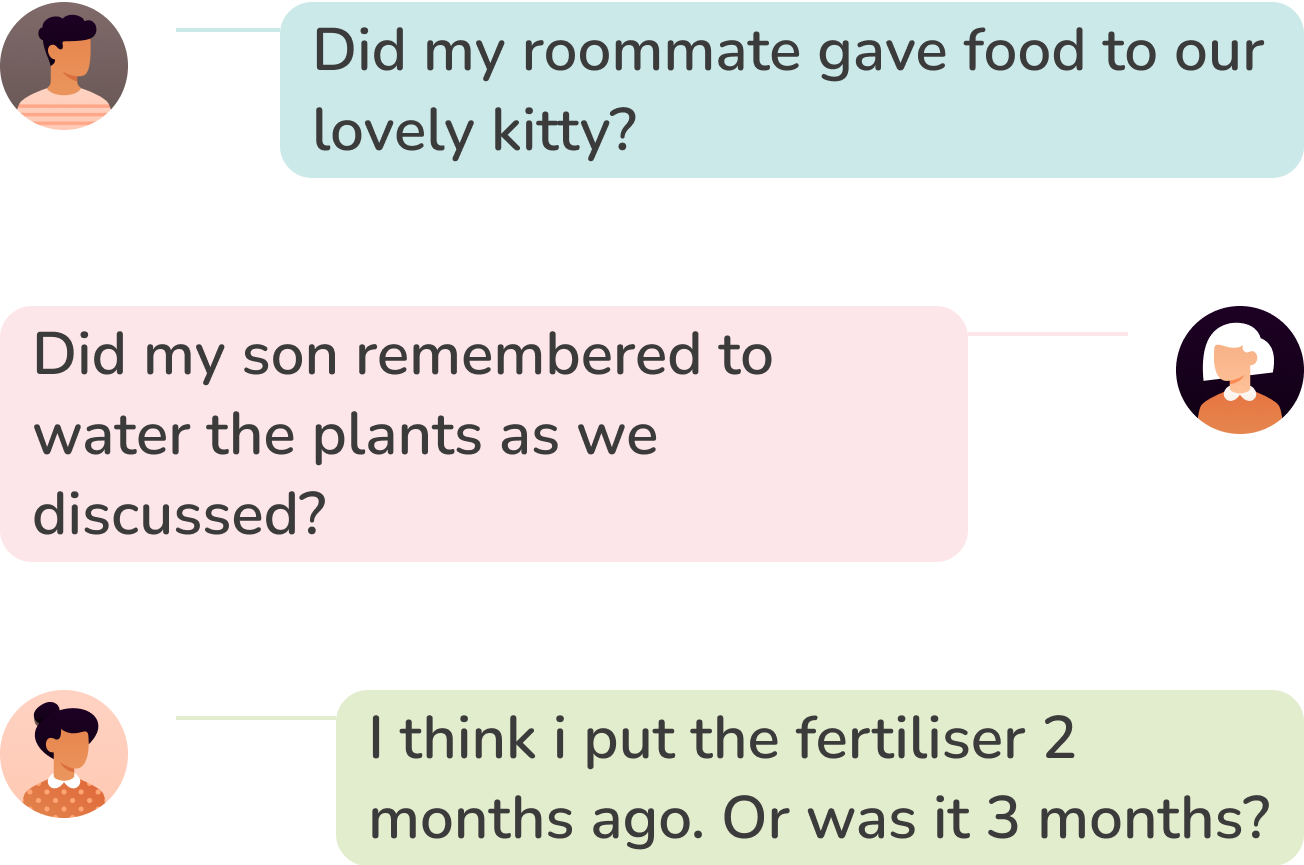 Did my roommate gave food to our
lovely kitty?
Did my son remembered to
water the plants as we
discussed?
I think i put the fertiliser 2
months ago. Or was it 3 months?